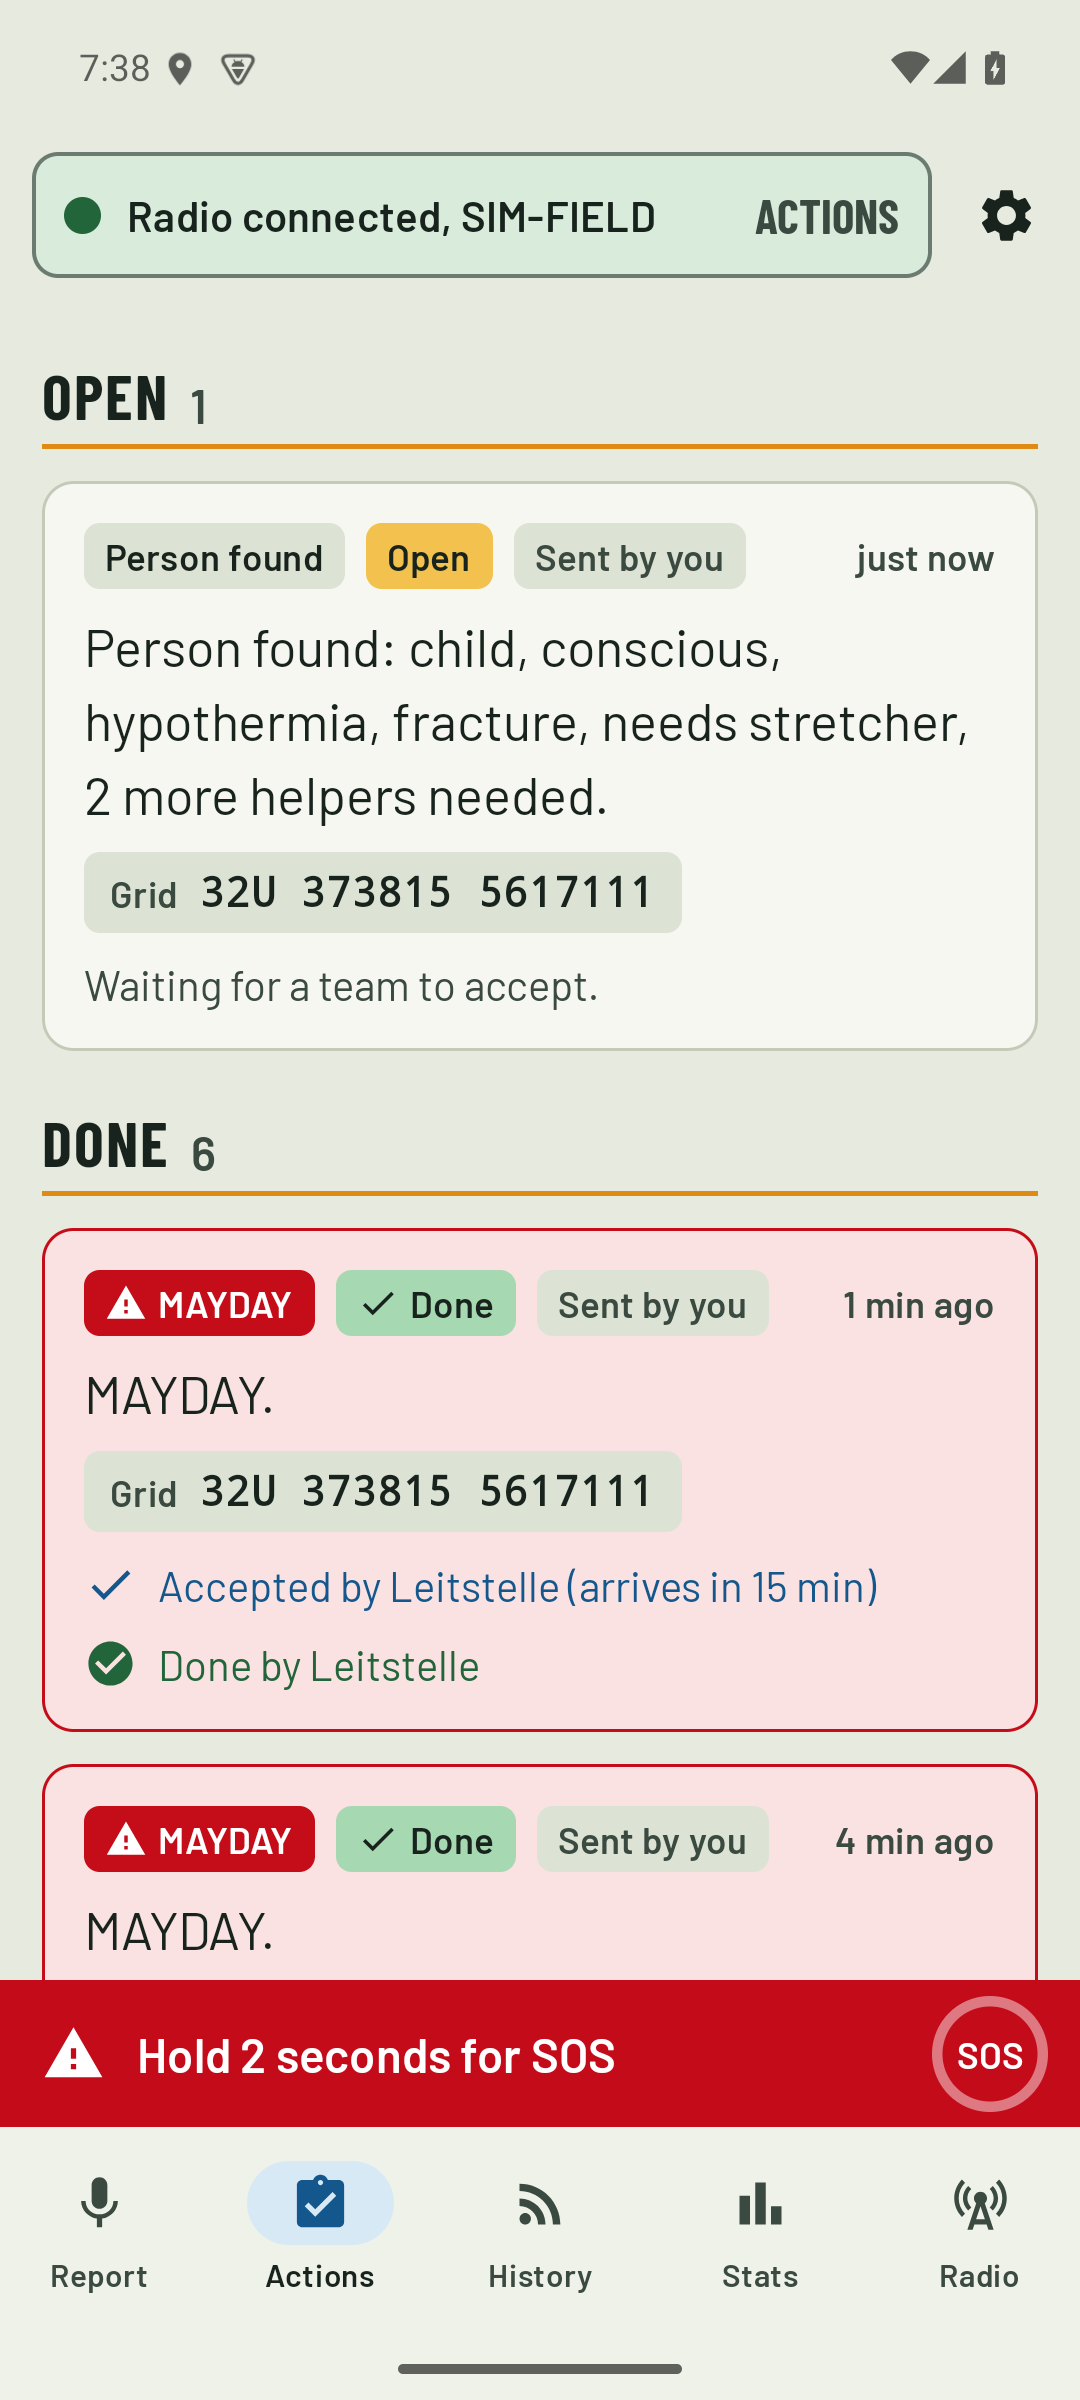 7:38
Radio connected, SIM-FIELD ACTIONS
OPEN 1
Person found Open Sent by you just now
Person found: child, conscious,
hypothermia, fracture, needs stretcher,
2 more helpers needed.
Grid 32U 373815 5617111
Waiting for a team to accept.
DONE 6
MAYDAY Done Sent by you 1 min ago
MAYDAY.
Grid 32U 373815 5617111
Accepted by Leitstelle (arrives in 15 min)
Done by Leitstelle
MAYDAY Done Sent by you 4 min ago
MAYDAY.
Hold 2 seconds for SOS SOS
Report Actions History Stats Radio